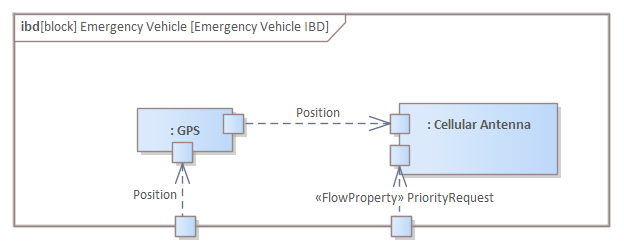 ibd[block] Emergency Vehicle [Emergency Vehicle IBD]
Position
: GPS
: Cellular Antenna
Position
«FlowProperty» PriorityRequest